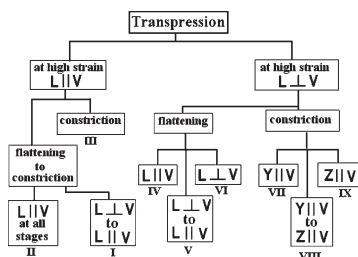 Transpression
at high strain
L || V
at high strain
L ⊥ V
constriction
III
flattening
constriction
flattening
to
constriction
L || V
IV
L ⊥ V
VI
Y || V
VII
Z || V
IX
L || V
at all
stages
II
L ⊥ V
to
L || V
I
L ⊥ V
to
L || V
V
Y || V
to
Z || V
VIII